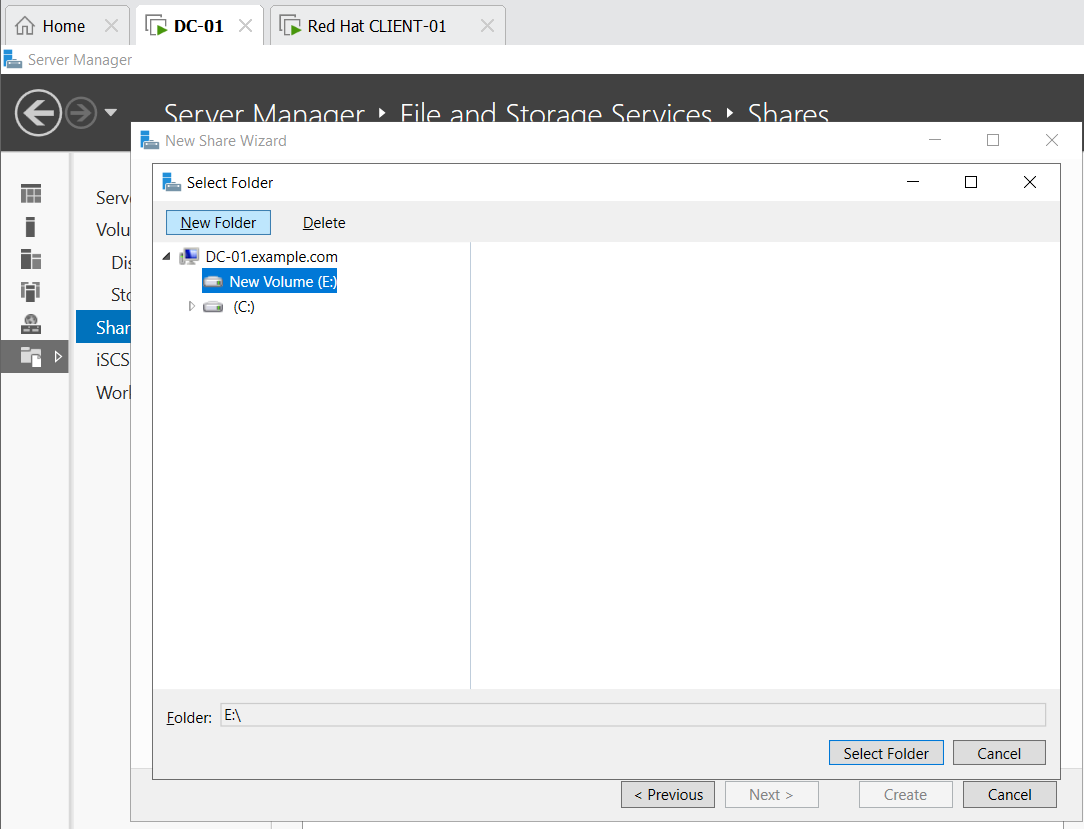 Home
DC-01
Red Hat CLIENT-01
Server Manager
Server Manager File and Storage Services Shares
New Share Wizard
Select Folder
New Folder
Delete
Serv
DC-01.example.com
Volu
New Volume (E:)
Dis
(C:)
Sto
Shar
iSCS
Work
Folder: E:\
Select Folder
Cancel
< Previous
Next >
Create
Cancel